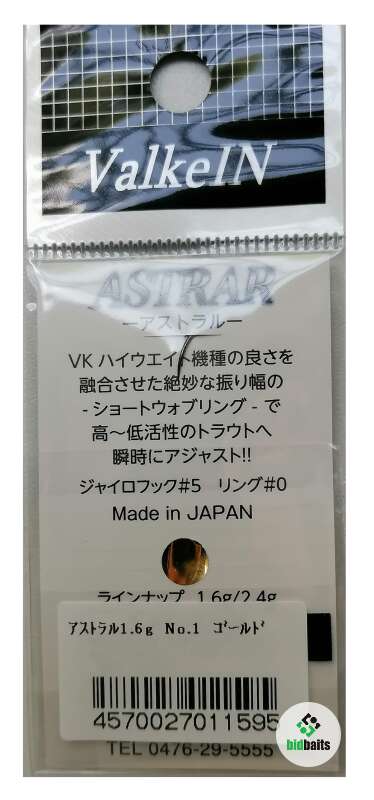 ValkeIN
ASTRAR
ーアストラルー
VK ハイウエイト機種の良さを
融合させた絶妙な振り幅の
- ショートウォブリング - で
高～低活性のトラウトへ
瞬時にアジャスト!!
ジャイロフック#5 リング#0
Made in JAPAN
ラインナップ 1.6g/2.4g
ｱｽﾄﾗﾙ1.6g No.1 ｺﾞｰﾙﾄﾞ
4570027011595
TEL 0476-29-5555
bidbaits